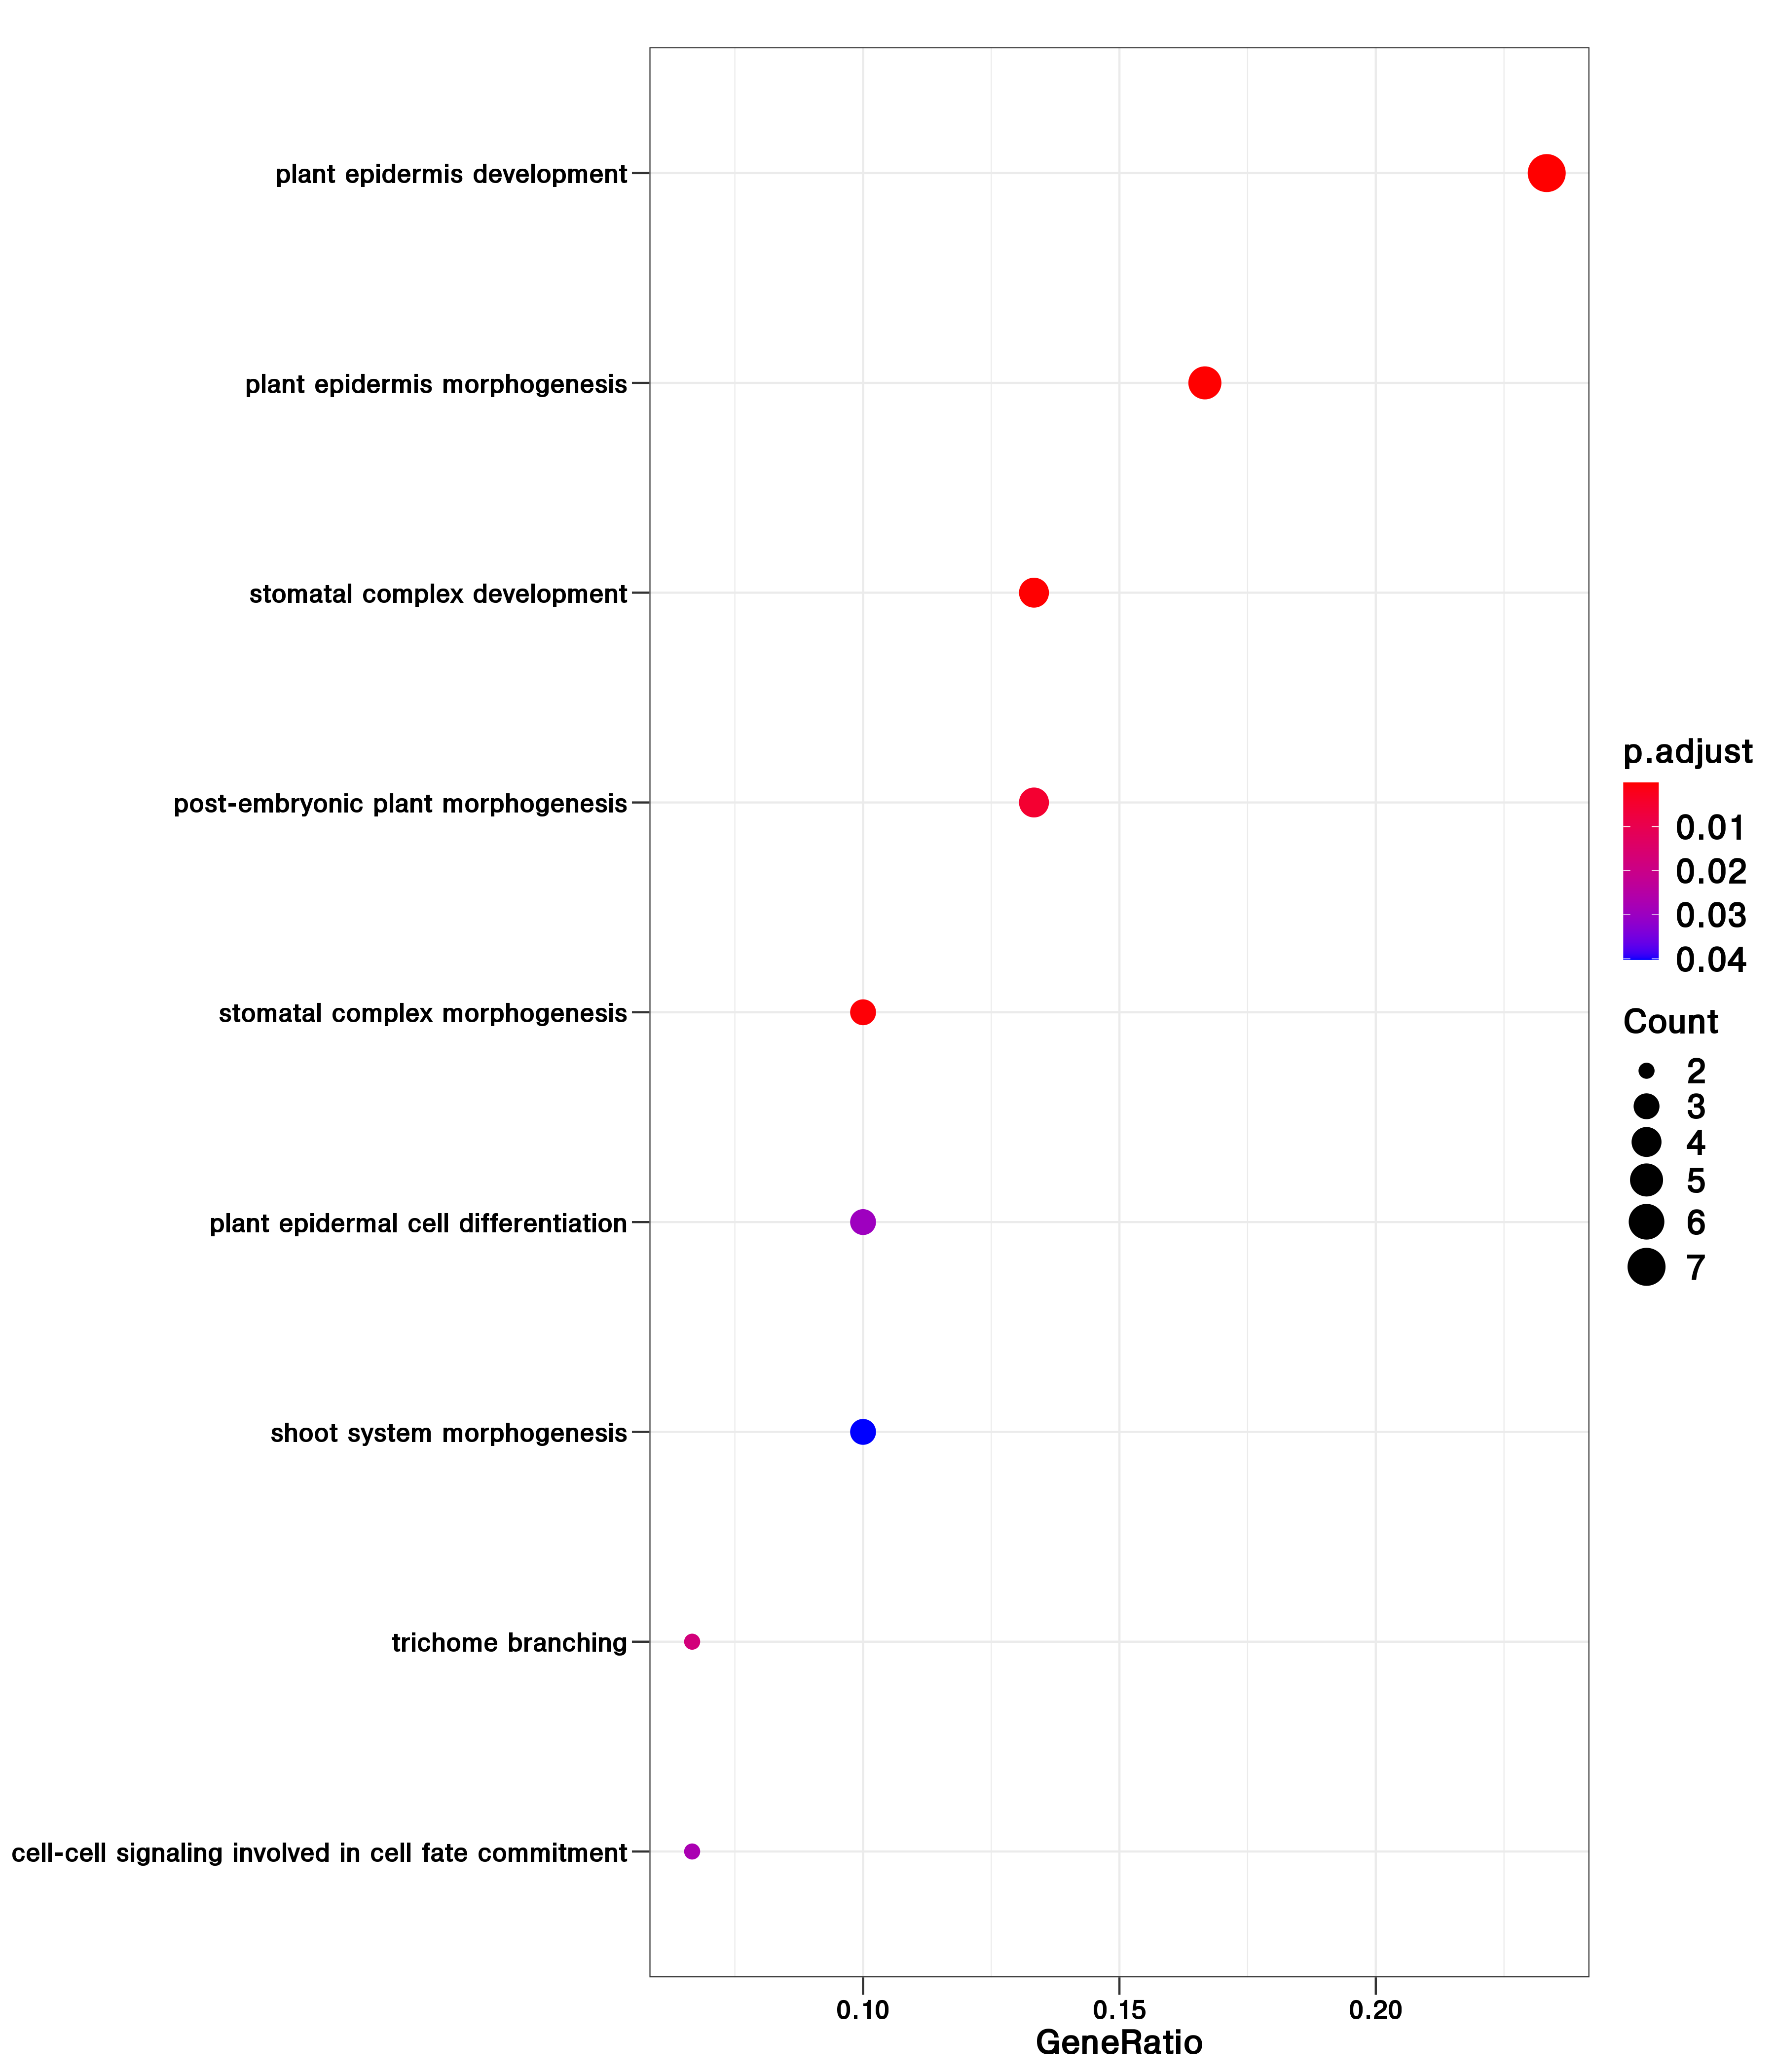 plant epidermis development
plant epidermis morphogenesis
stomatal complex development
post-embryonic plant morphogenesis
stomatal complex morphogenesis
plant epidermal cell differentiation
shoot system morphogenesis
trichome branching
cell-cell signaling involved in cell fate commitment
0.10 0.15 0.20
GeneRatio
p.adjust
0.01
0.02
0.03
0.04
Count
2
3
4
5
6
7